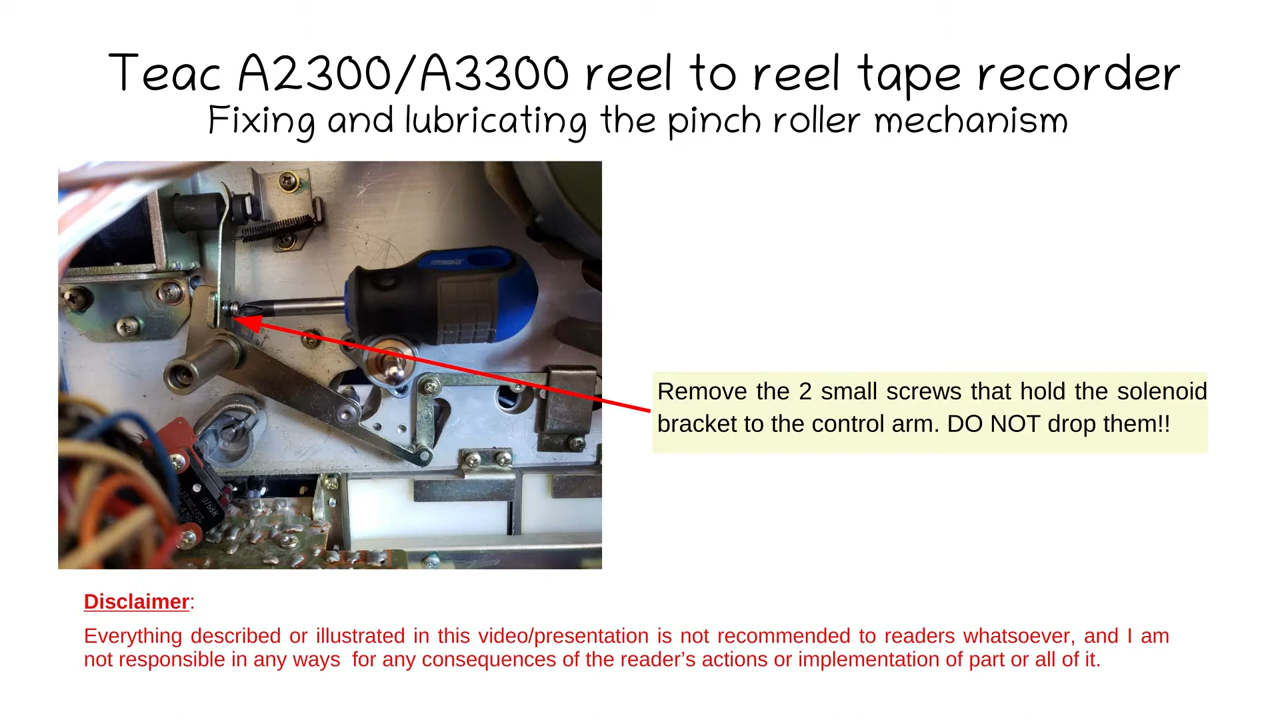 Teac A2300/A3300 reel to reel tape recorder
Fixing and lubricating the pinch roller mechanism
Remove the 2 small screws that hold the solenoid
bracket to the control arm. DO NOT drop them!!
Disclaimer:
Everything described or illustrated in this video/presentation is not recommended to readers whatsoever, and I am
not responsible in any ways for any consequences of the reader's actions or implementation of part or all of it.